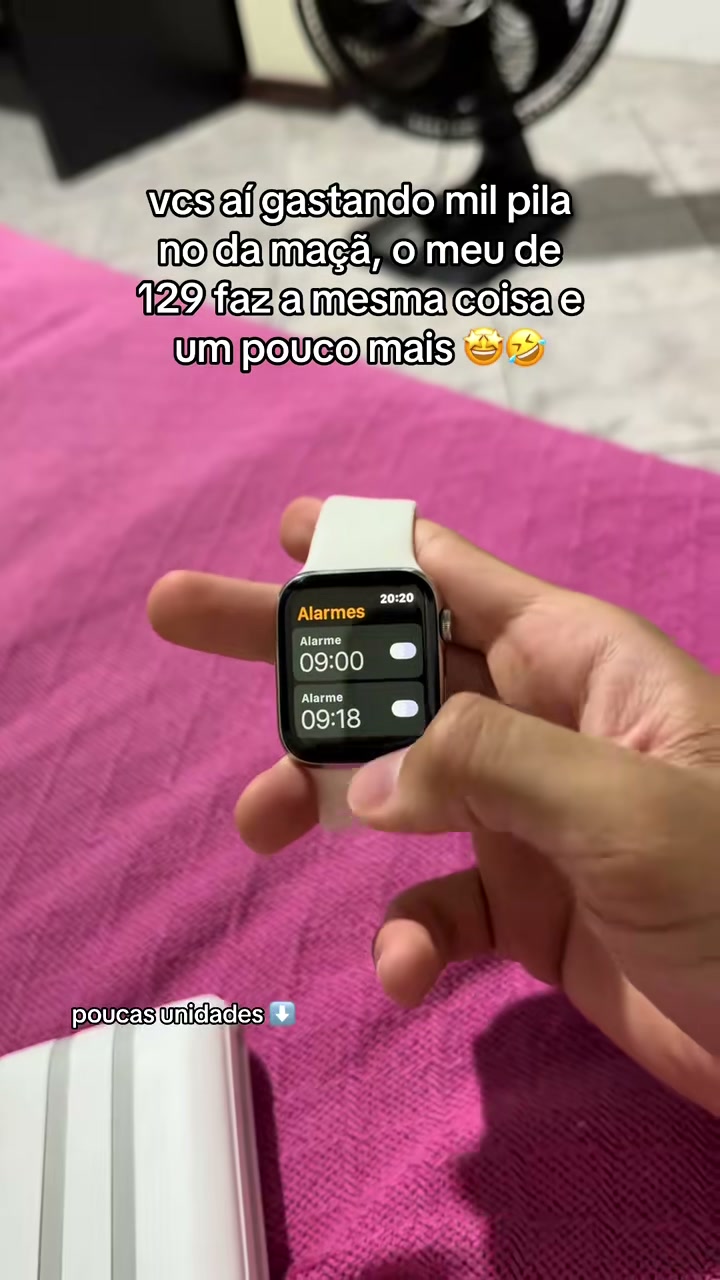 vcs aí gastando mil pila
no da maçã, o meu de
129 faz a mesma coisa e
um pouco mais 🤩🤣
20:20
Alarmes
Alarme
09:00
Alarme
09:18
poucas unidades ⬇️